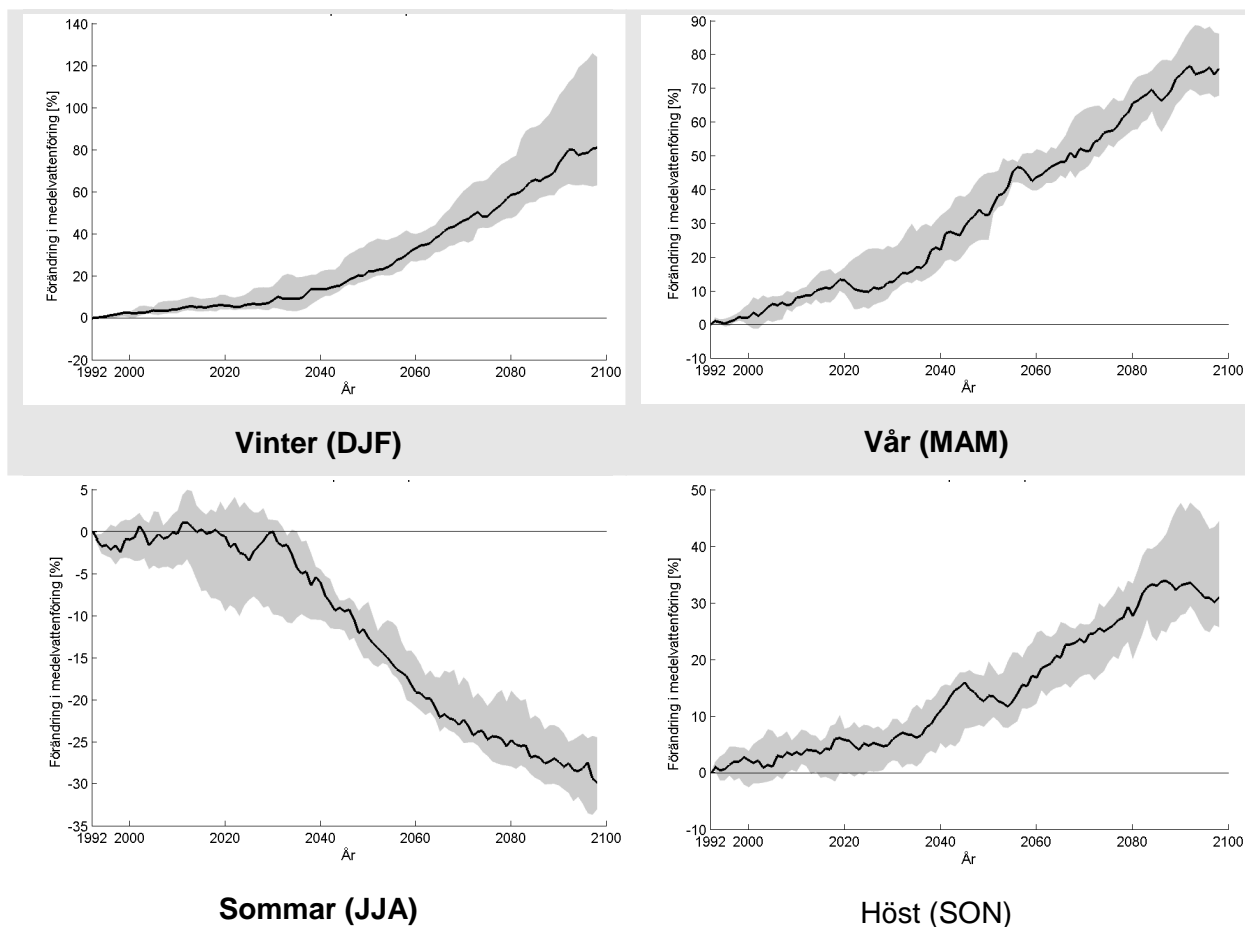 Förändring i medelvattenföring [%]
140
120
100
80
60
40
20
0
-20
1992 2000 2020 2040 2060 2080 2100
År
Vinter (DJF)
Förändring i medelvattenföring [%]
90
80
70
60
50
40
30
20
10
0
-10
1992 2000 2020 2040 2060 2080 2100
År
Vår (MAM)
Förändring i medelvattenföring [%]
5
0
-5
-10
-15
-20
-25
-30
-35
1992 2000 2020 2040 2060 2080 2100
År
Sommar (JJA)
Förändring i medelvattenföring [%]
50
40
30
20
10
0
-10
1992 2000 2020 2040 2060 2080 2100
År
Höst (SON)